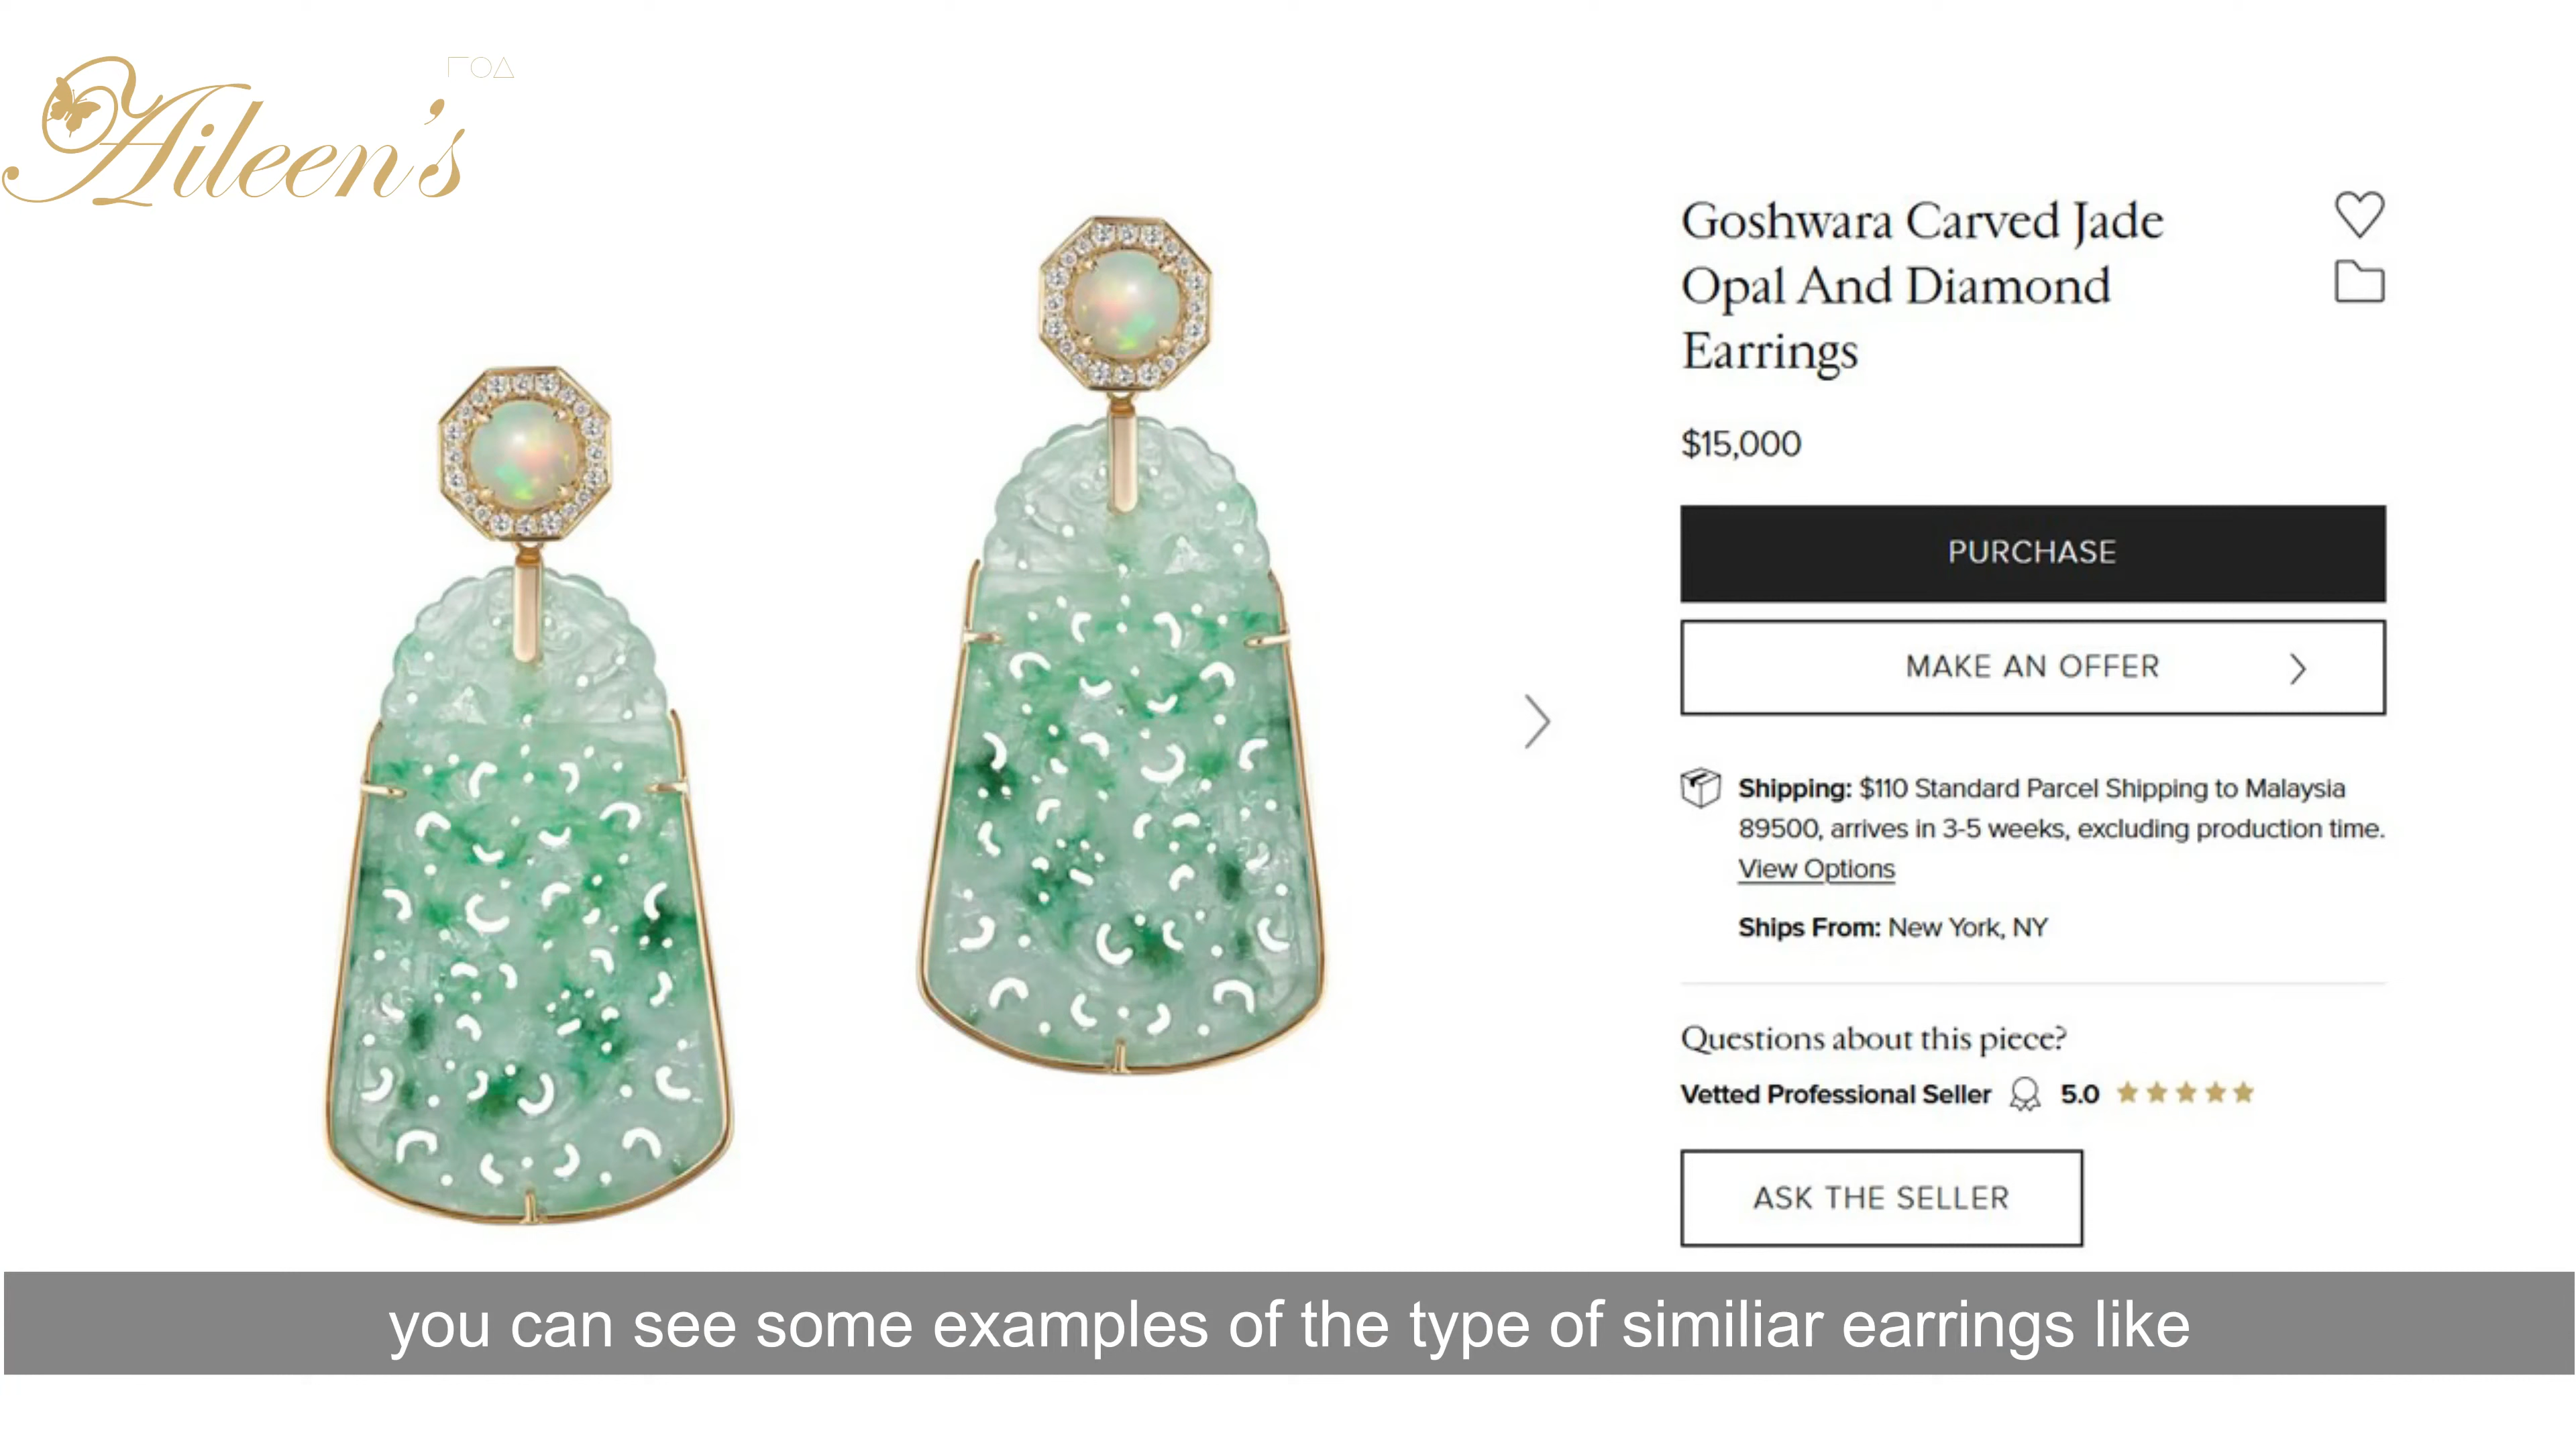 Aileen's
Goshwara Carved Jade
Opal And Diamond
Earrings
$15,000
PURCHASE
MAKE AN OFFER
Shipping: $110 Standard Parcel Shipping to Malaysia
89500, arrives in 3-5 weeks, excluding production time.
View Options
Ships From: New York, NY
Questions about this piece?
Vetted Professional Seller 5.0
ASK THE SELLER
you can see some examples of the type of similiar earrings like